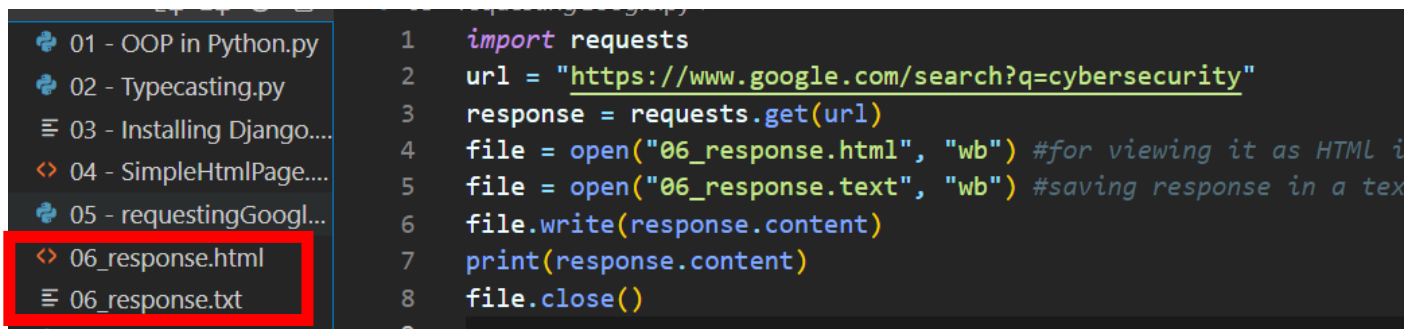 01 - OOP in Python.py
02 - Typecasting.py
03 - Installing Django....
04 - SimpleHtmlPage....
05 - requestingGoogl...
06_response.html
06_response.txt
1 import requests
2 url = "https://www.google.com/search?q=cybersecurity"
3 response = requests.get(url)
4 file = open("06_response.html", "wb") #for viewing it as HTML i
5 file = open("06_response.text", "wb") #saving response in a tex
6 file.write(response.content)
7 print(response.content)
8 file.close()